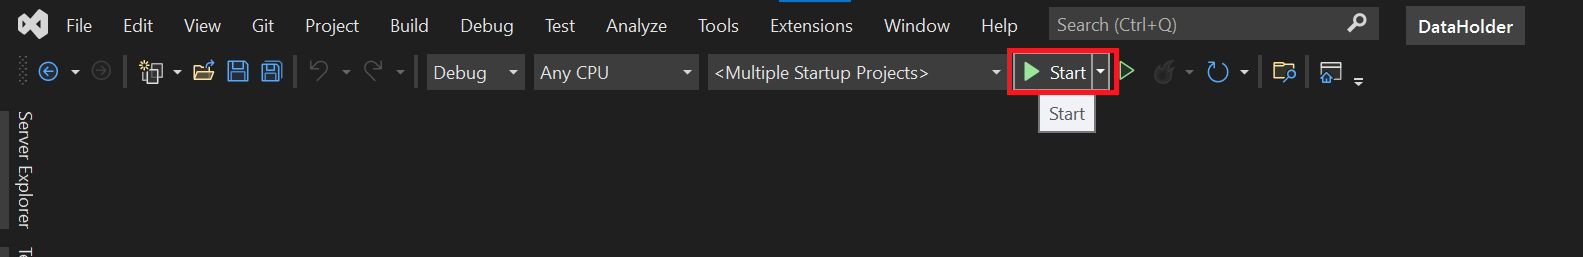 File Edit View Git Project Build Debug Test Analyze Tools Extensions Window Help Search (Ctrl+Q) DataHolder
Debug Any CPU <Multiple Startup Projects> Start
Start
Server Explorer